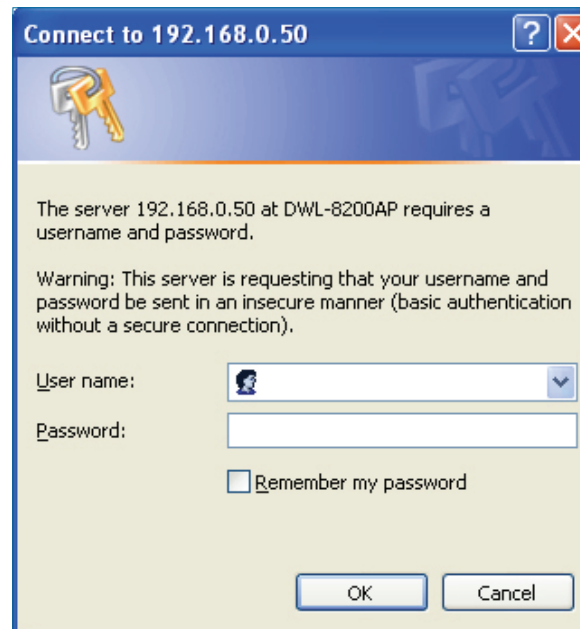 Connect to 192.168.0.50
The server 192.168.0.50 at DWL-8200AP requires a
username and password.
Warning: This server is requesting that your username and
password be sent in an insecure manner (basic authentication
without a secure connection).
User name:
Password:
Remember my password
OK
Cancel